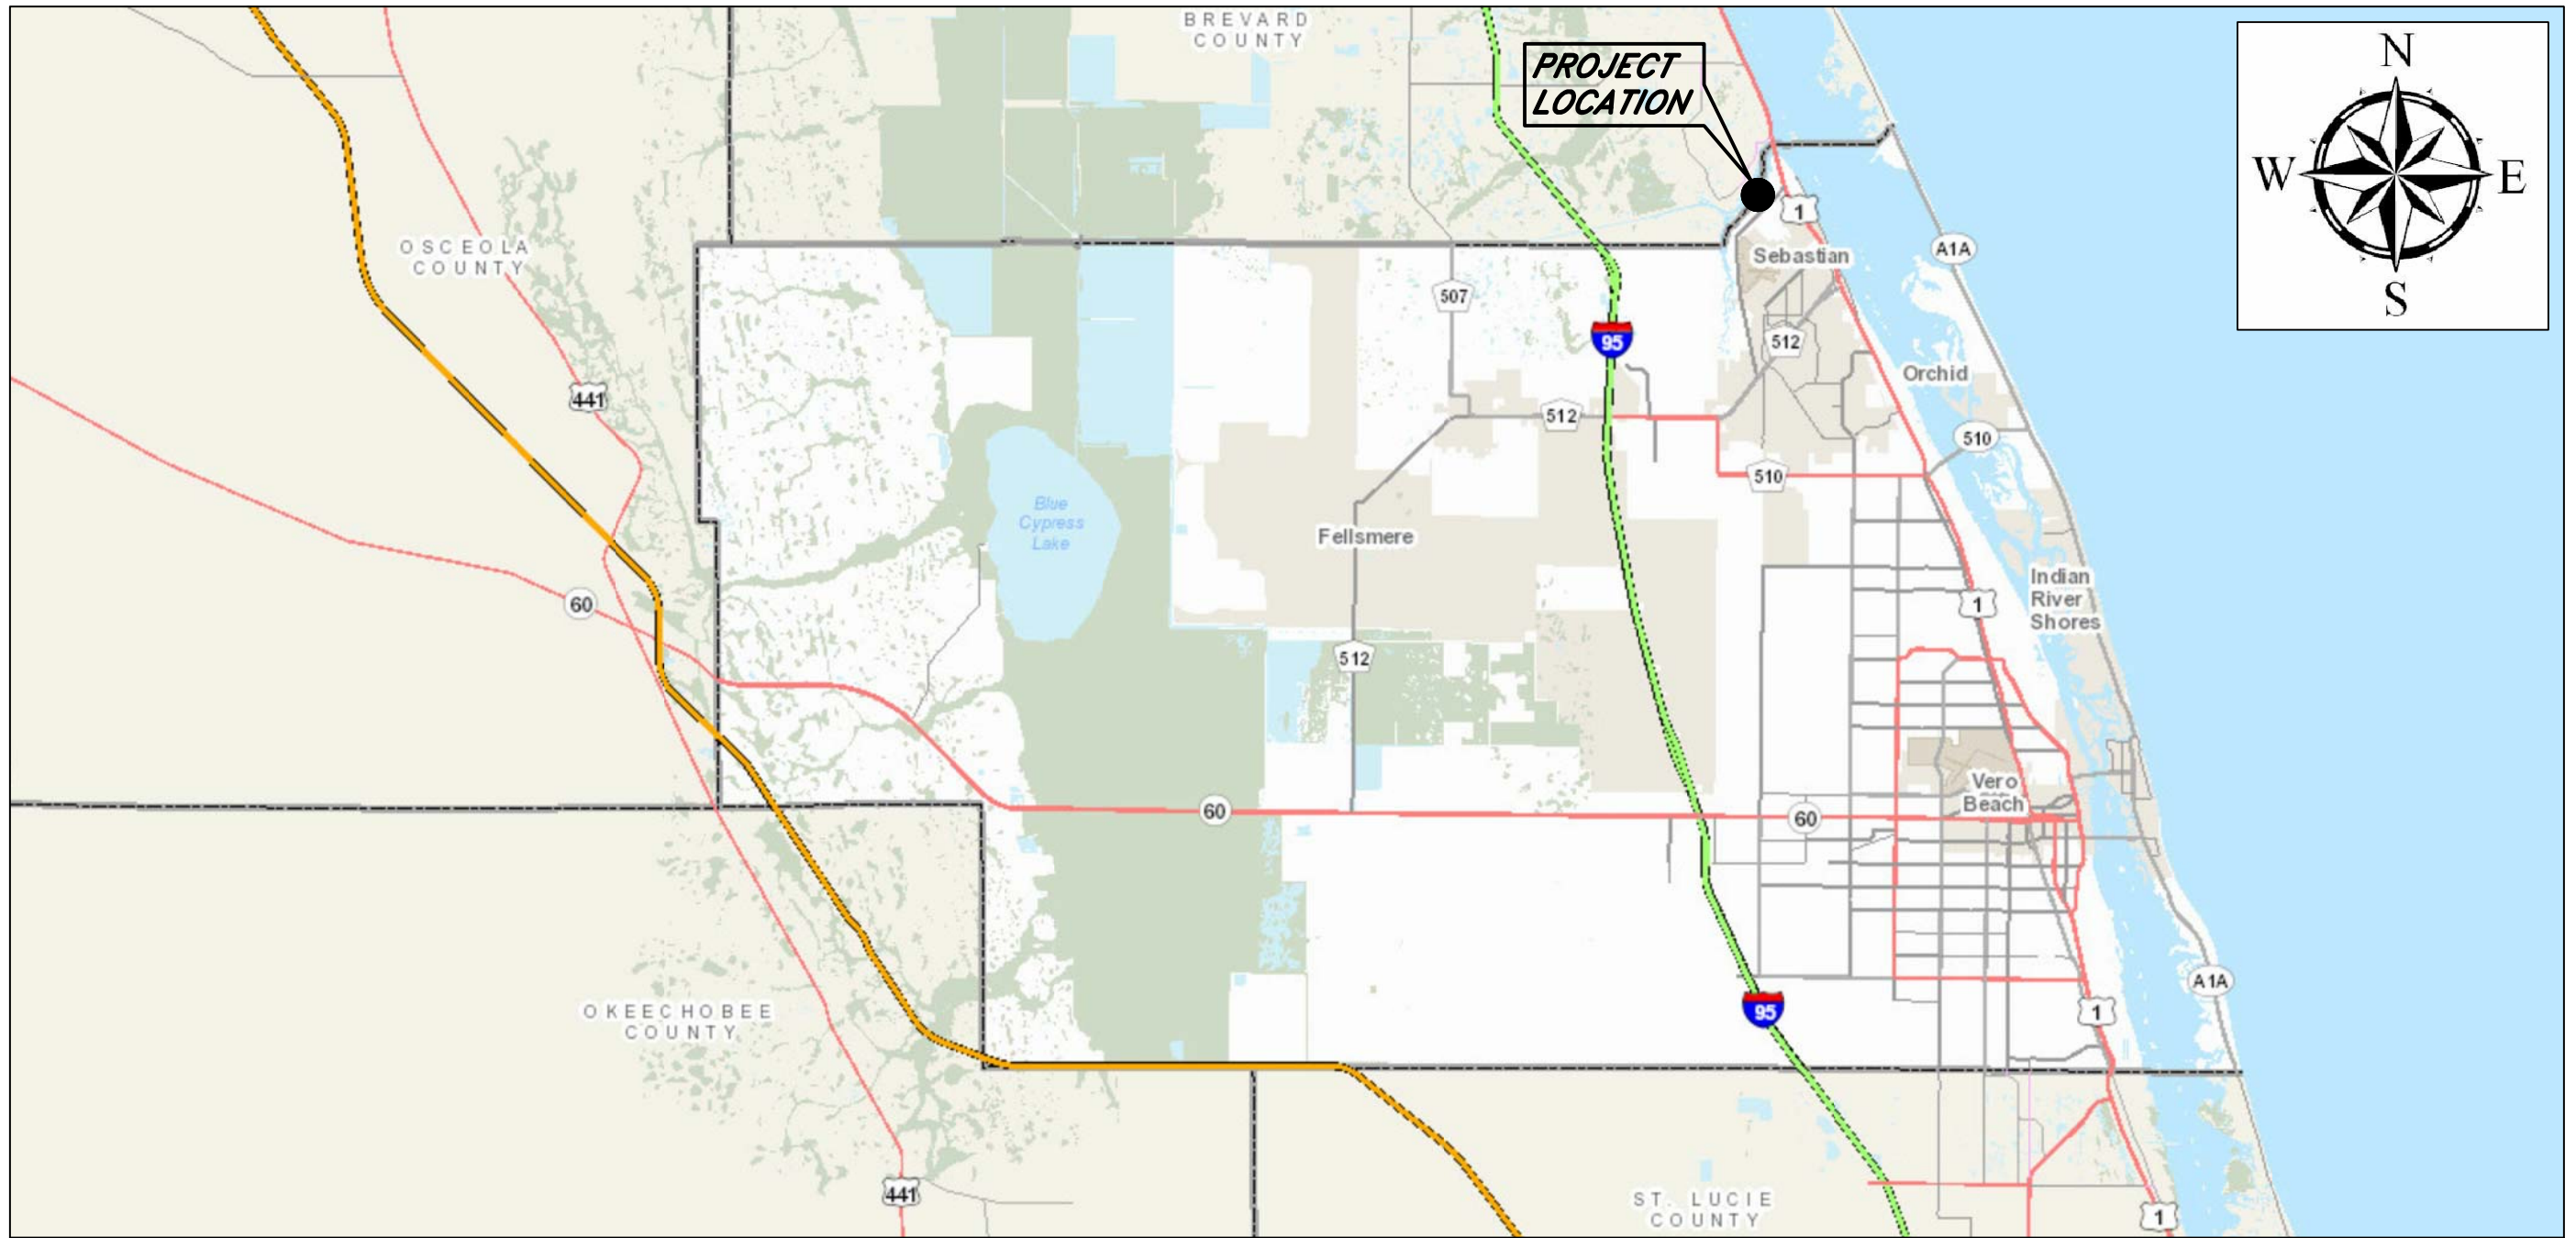 BREVARD
COUNTY
PROJECT
LOCATION
N
W
E
S
1
OSCEOLA
COUNTY
Sebastian
A1A
507
95
512
441
Orchid
512
510
510
Blue
Cypress
Lake
Fellsmere
Indian
River
Shores
60
1
512
Vero
Beach
60
60
A1A
95
1
OKEECHOBEE
COUNTY
441
ST. LUCIE
COUNTY
1